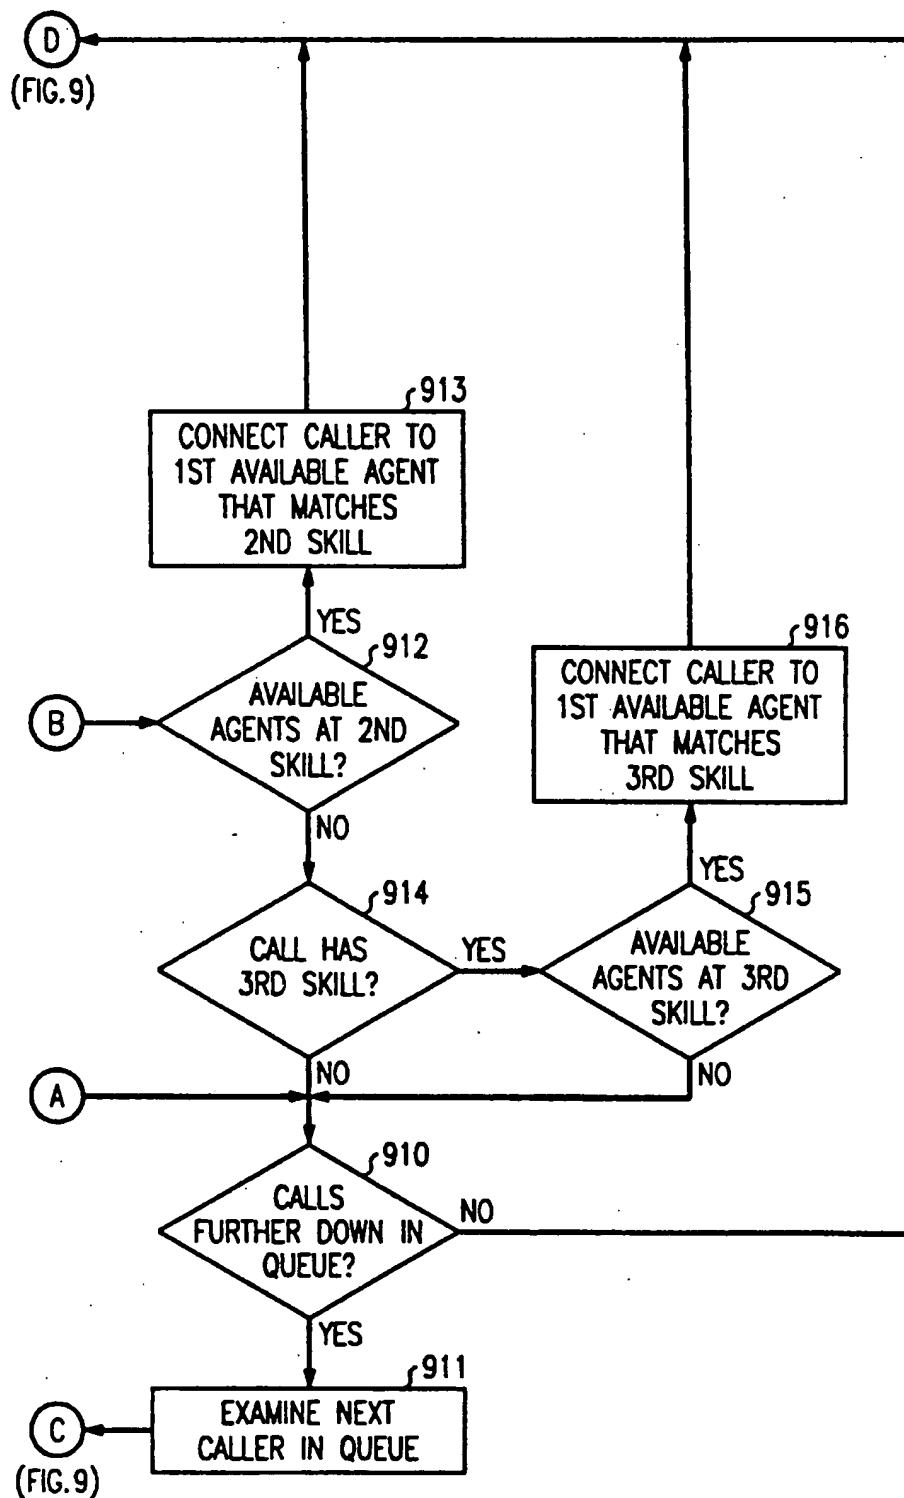 D
(FIG. 9)
913
CONNECT CALLER TO
1ST AVAILABLE AGENT
THAT MATCHES
2ND SKILL
YES
912
AVAILABLE
AGENTS AT 2ND
SKILL?
B
NO
916
CONNECT CALLER TO
1ST AVAILABLE AGENT
THAT MATCHES
3RD SKILL
YES
914
CALL HAS
3RD SKILL?
YES
915
AVAILABLE
AGENTS AT 3RD
SKILL?
NO
NO
A
910
CALLS
FURTHER DOWN IN
QUEUE?
NO
YES
911
EXAMINE NEXT
CALLER IN QUEUE
C
(FIG. 9)